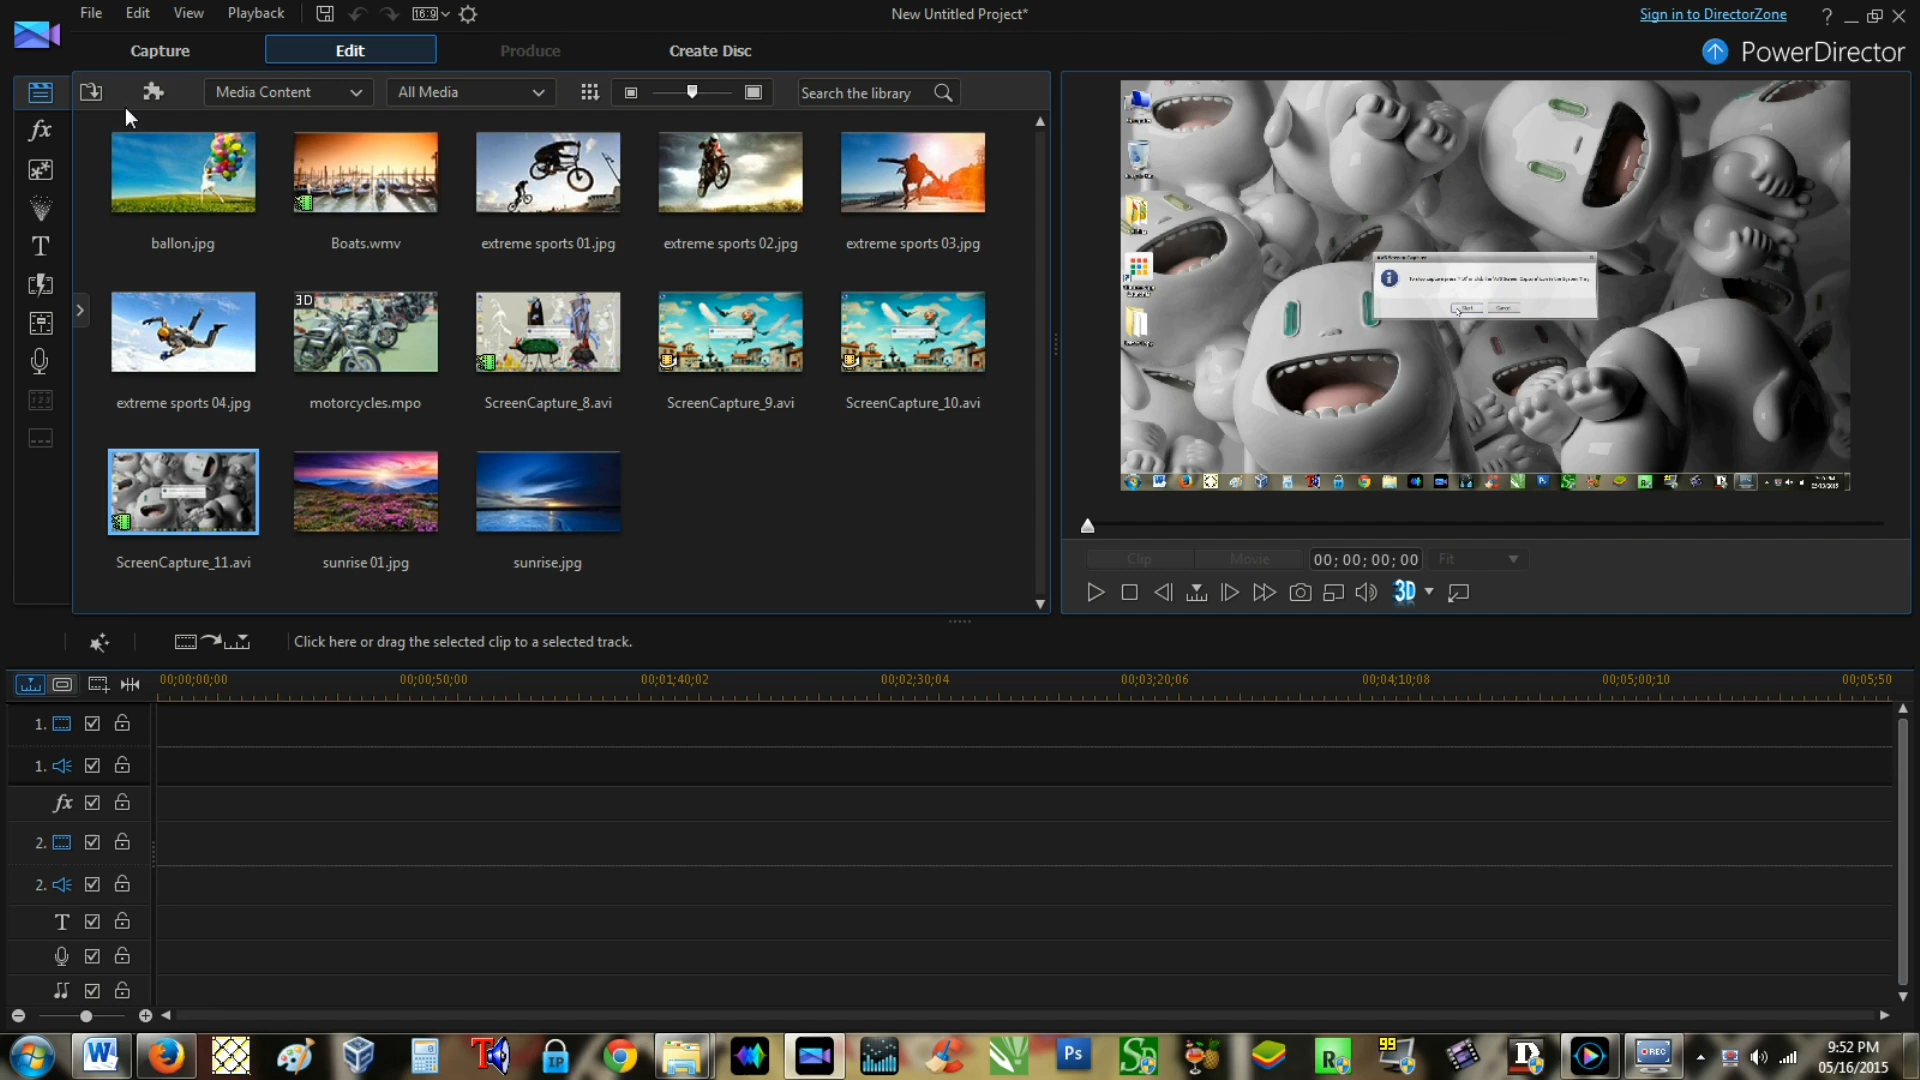 File Edit View Playback 16:9 New Untitled Project* Sign in to DirectorZone ?
Capture Edit Produce Create Disc PowerDirector
Media Content All Media Search the library
ballon.jpg Boats.wmv extreme sports 01.jpg extreme sports 02.jpg extreme sports 03.jpg
3D
extreme sports 04.jpg motorcycles.mpo ScreenCapture_8.avi ScreenCapture_9.avi ScreenCapture_10.avi
ScreenCapture_11.avi sunrise 01.jpg sunrise.jpg
fx
T
Clip Movie 00;00;00;00 Fit
3D
Click here or drag the selected clip to a selected track.
00;00;00;00 00;00;50;00 00;01;40;02 00;02;30;04 00;03;20;06 00;04;10;08 00;05;00;10 00;05;50
1.
1.
fx
2.
2.
T
W IP Ps 99 REC 9:52 PM
05/16/2015